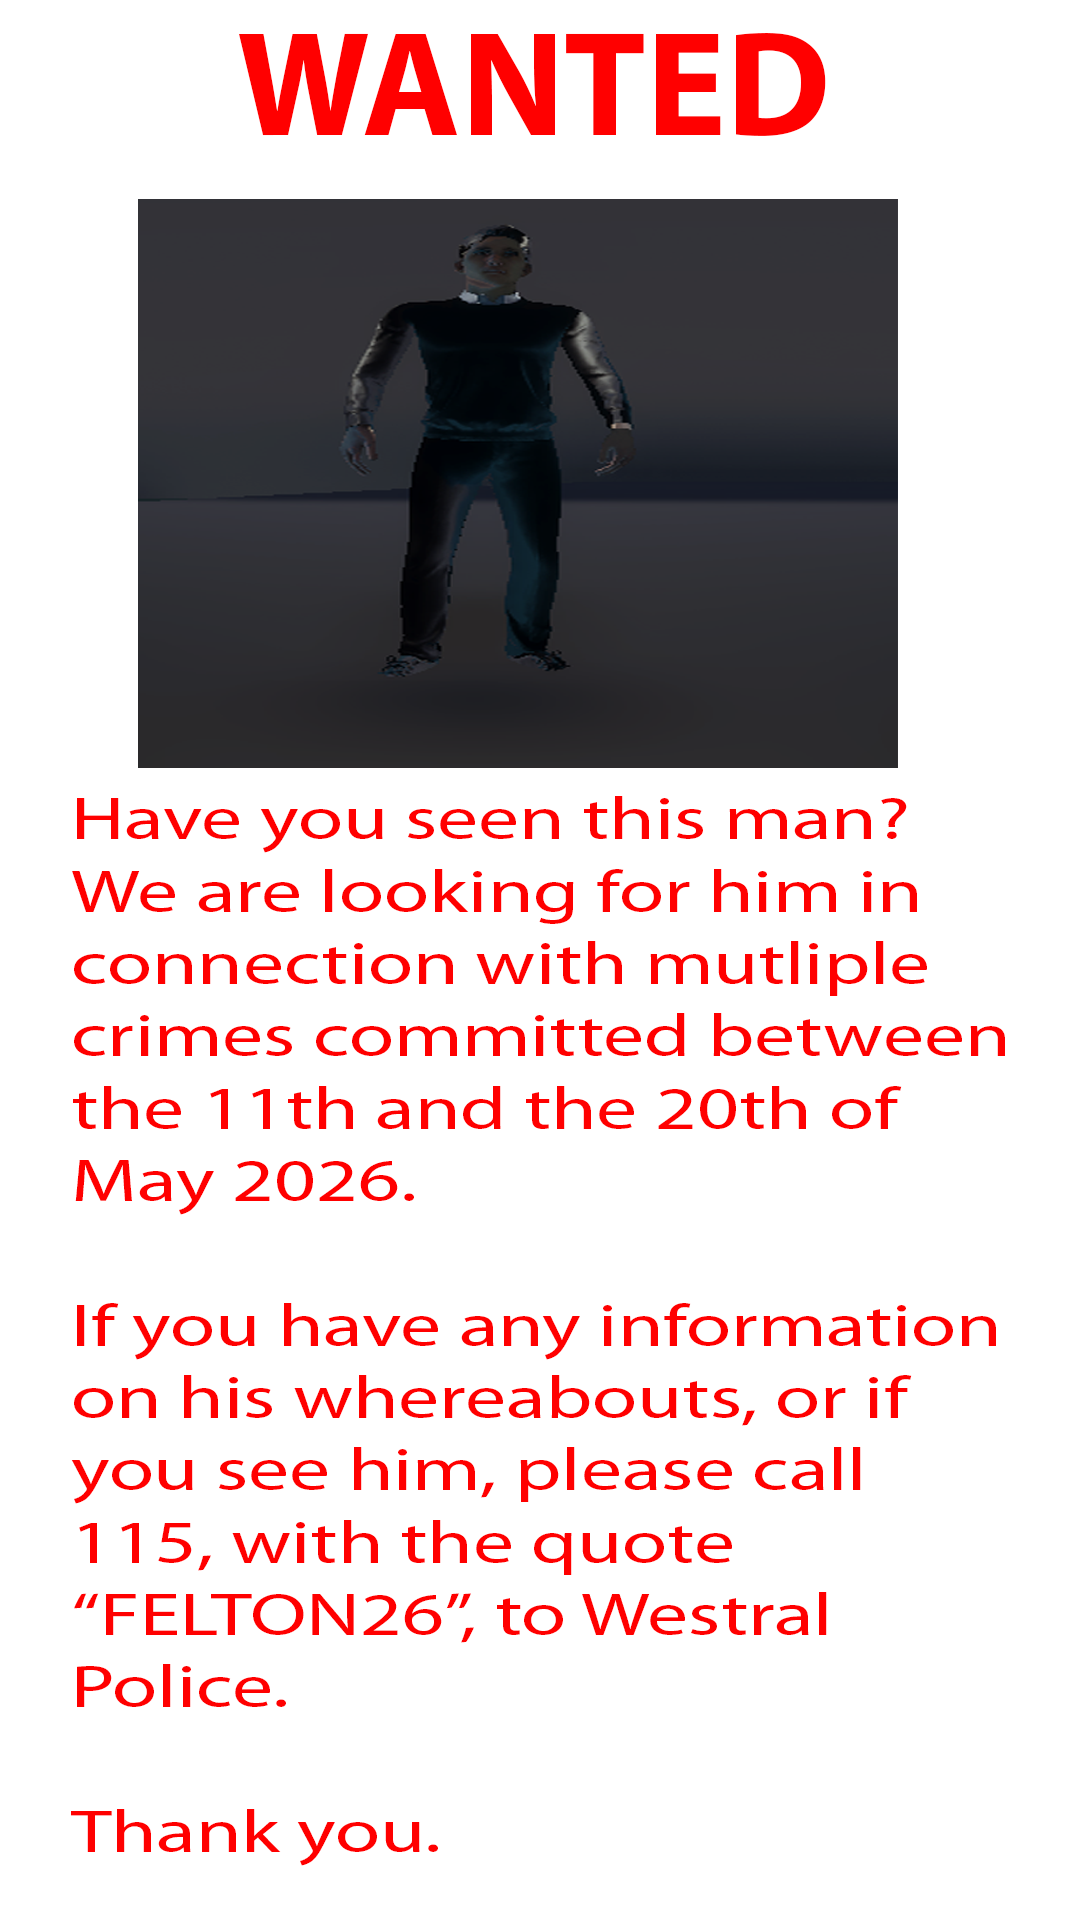 WANTED
Have you seen this man?
We are looking for him in
connection with mutliple
crimes committed between
the 11th and the 20th of
May 2026.
If you have any information
on his whereabouts, or if
you see him, please call
115, with the quote
“FELTON26”, to Westral
Police.
Thank you.